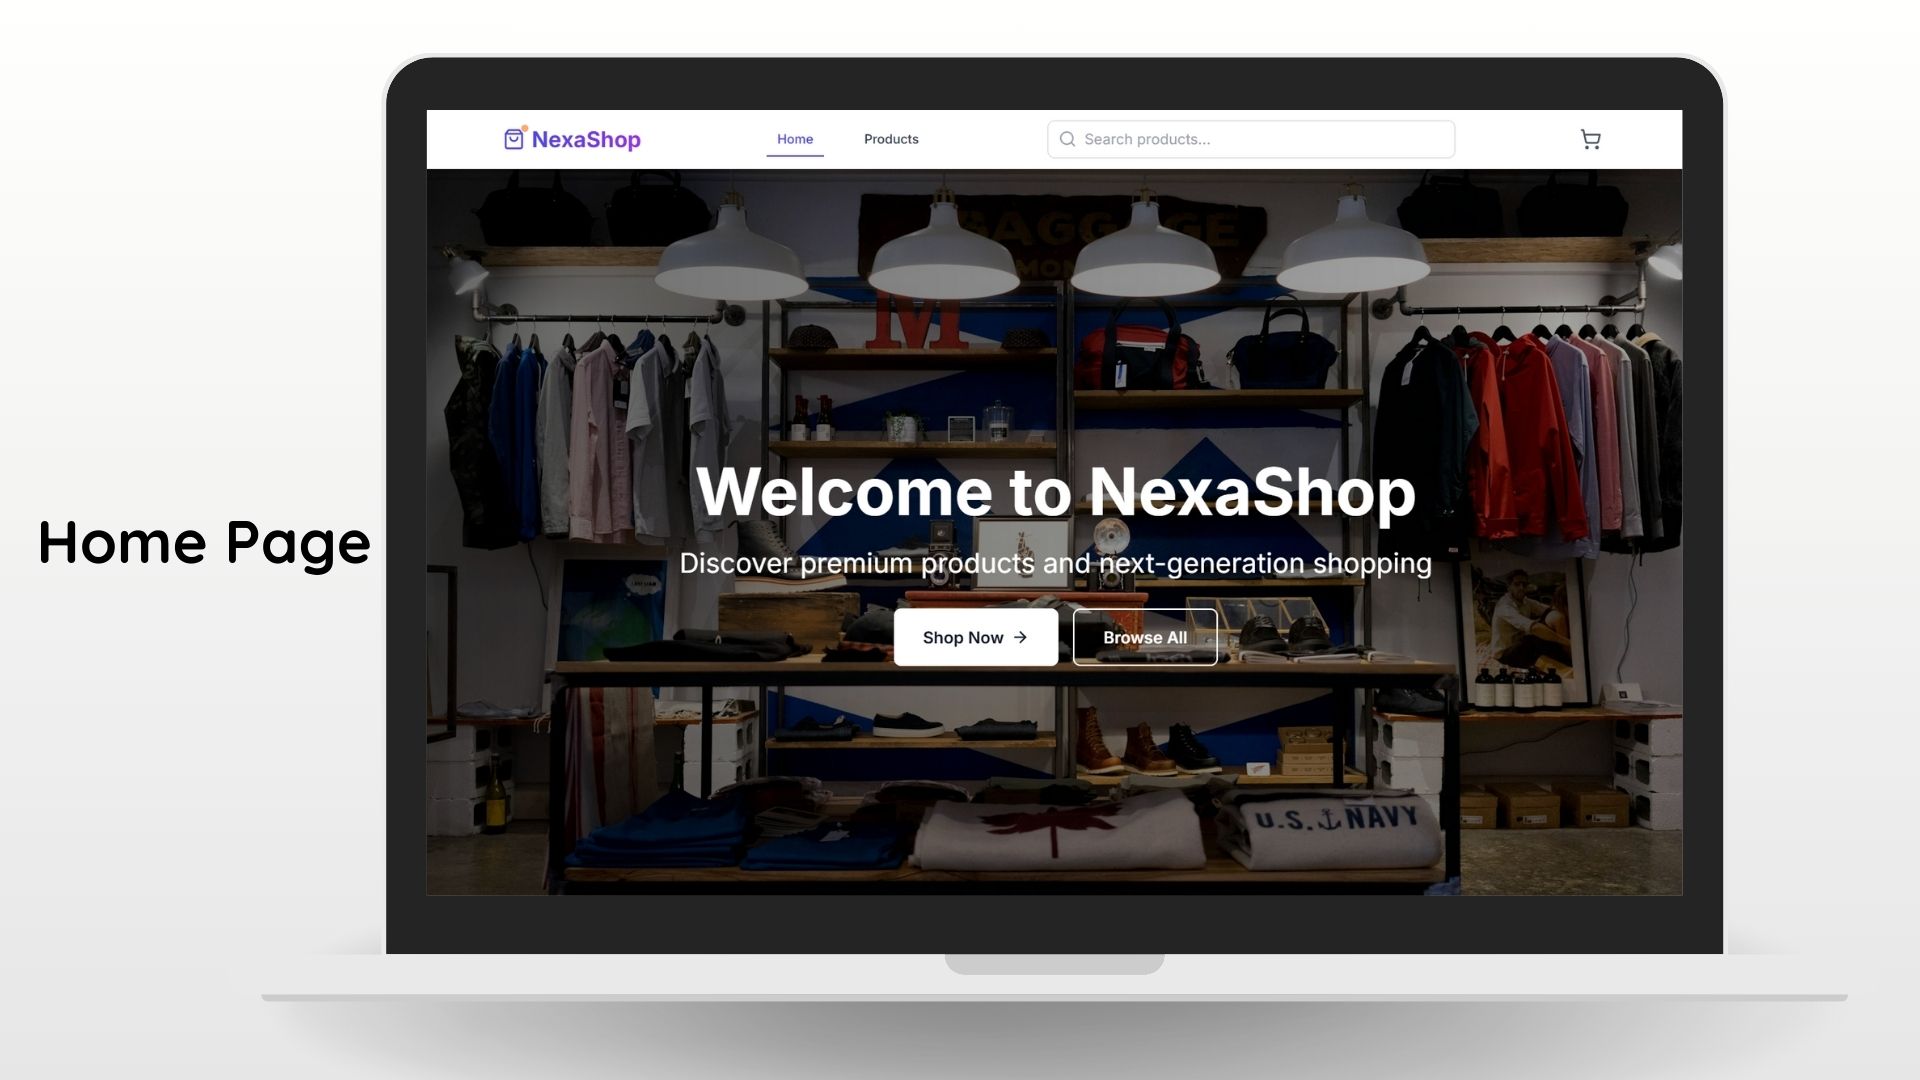 NexaShop
Home
Products
Search products...
BAGGAGE
M
Welcome to NexaShop
Home Page
Discover premium products and next-generation shopping
Shop Now →
Browse All
U.S. NAVY